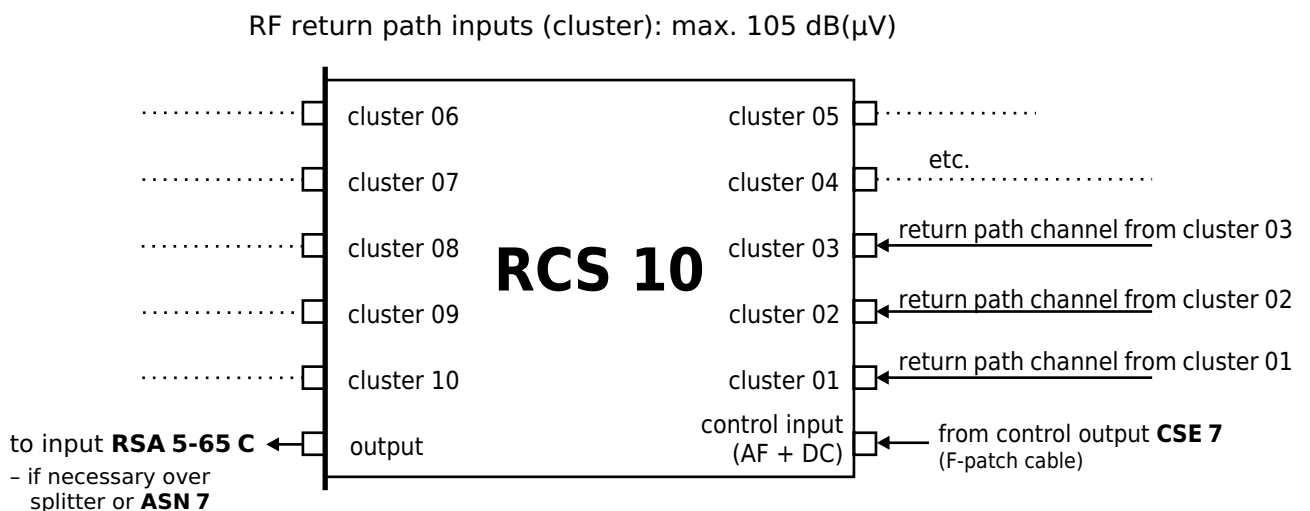 RF return path inputs (cluster): max. 105 dB(µV)
cluster 06
cluster 05
etc.
cluster 07
cluster 04
return path channel from cluster 03
cluster 08
RCS 10
cluster 03
return path channel from cluster 02
cluster 09
cluster 02
return path channel from cluster 01
cluster 10
cluster 01
to input RSA 5-65 C
– if necessary over
splitter or ASN 7
output
control input
(AF + DC)
from control output CSE 7
(F-patch cable)